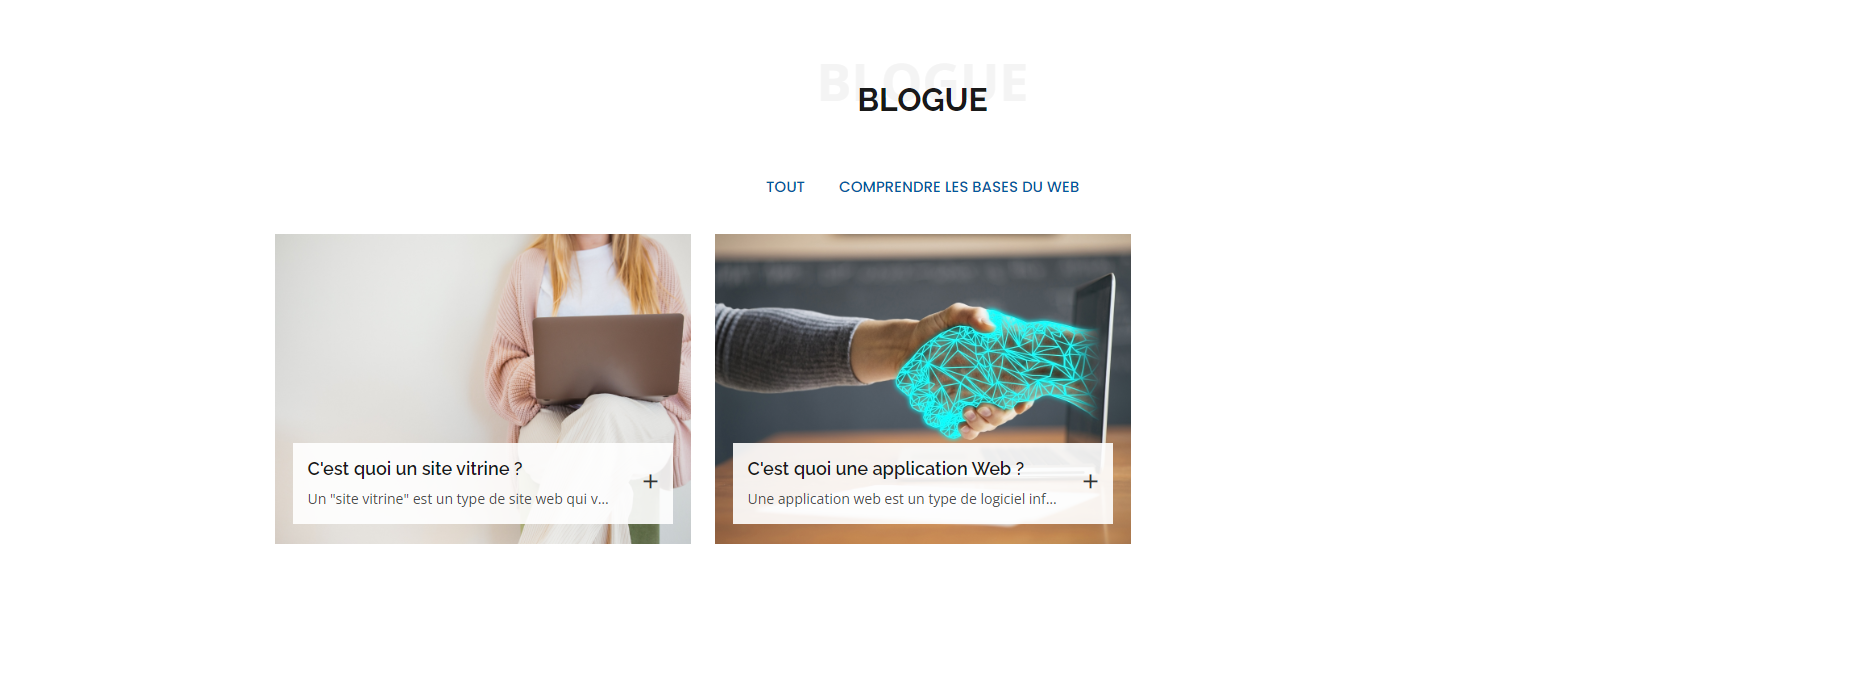 BLOGUE
BLOGUE
TOUT COMPRENDRE LES BASES DU WEB
C'est quoi un site vitrine ?
Un "site vitrine" est un type de site web qui v...
+
C'est quoi une application Web ?
Une application web est un type de logiciel inf...
+